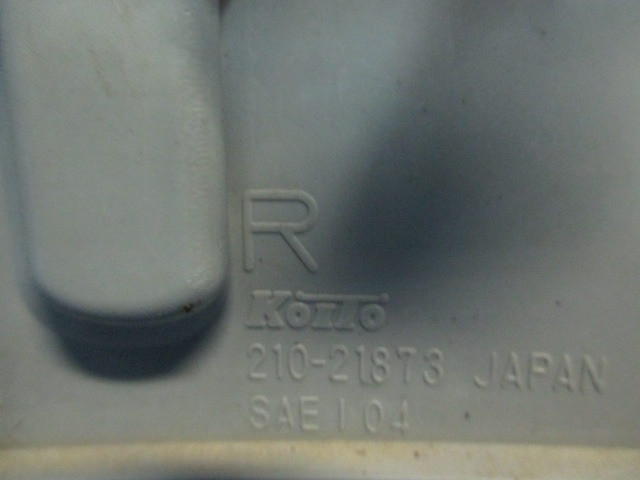 R
KOITO
210-21873 JAPAN
SAE I 04